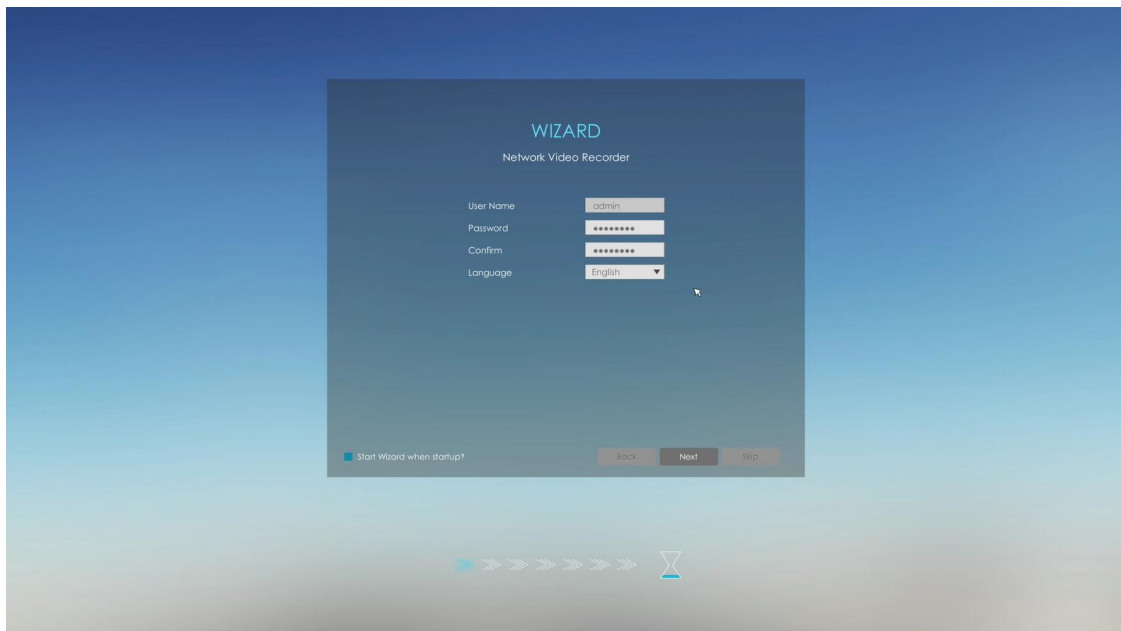 WIZARD
Network Video Recorder
User Name admin
Password ●●●●●●●●
Confirm ●●●●●●●●
Language English
Start Wizard when startup? Back Next Skip